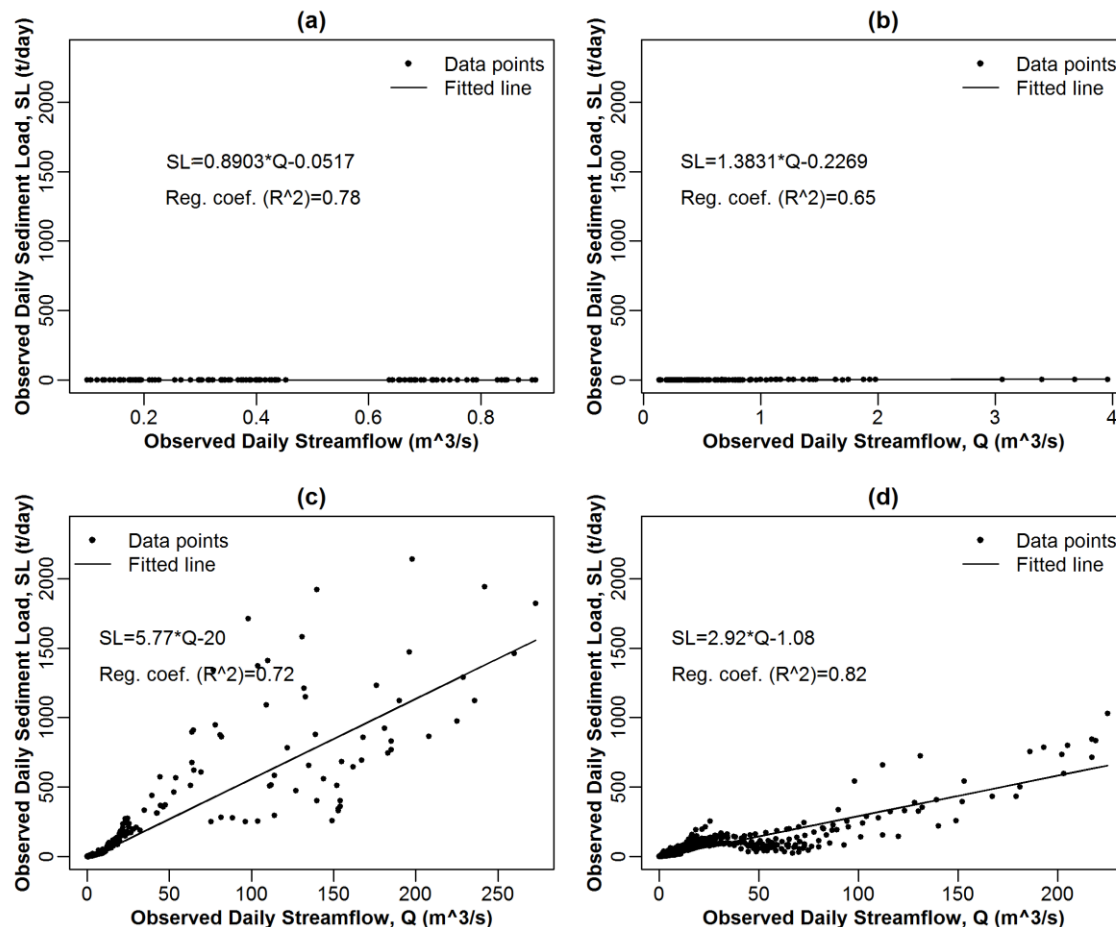 (a)
Observed Daily Sediment Load, SL (t/day)
0
500
1000
1500
2000
Data points
Fitted line
SL=0.8903*Q-0.0517
Reg. coef. (R^2)=0.78
0.2
0.4
0.6
0.8
Observed Daily Streamflow (m^3/s)
(b)
Observed Daily Sediment Load, SL (t/day)
0
500
1000
1500
2000
Data points
Fitted line
SL=1.3831*Q-0.2269
Reg. coef. (R^2)=0.65
0
1
2
3
4
Observed Daily Streamflow, Q (m^3/s)
(c)
Observed Daily Sediment Load, SL (t/day)
0
500
1000
1500
2000
Data points
Fitted line
SL=5.77*Q-20
Reg. coef. (R^2)=0.72
0
50
100
150
200
250
Observed Daily Streamflow, Q (m^3/s)
(d)
Observed Daily Sediment Load, SL (t/day)
0
500
1000
1500
2000
Data points
Fitted line
SL=2.92*Q-1.08
Reg. coef. (R^2)=0.82
0
50
100
150
200
Observed Daily Streamflow, Q (m^3/s)